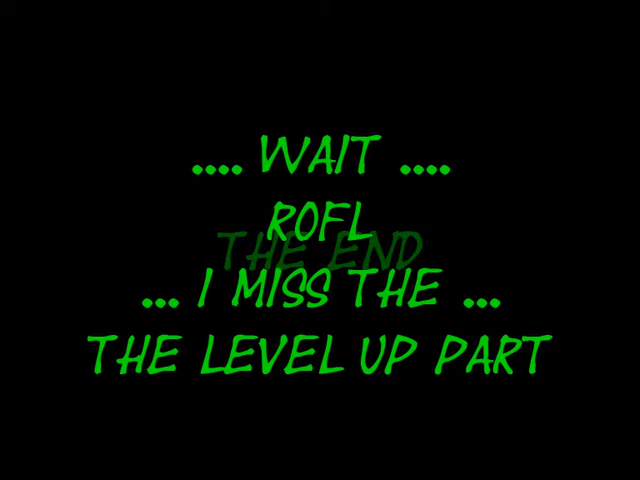 .... WAIT ....
ROFL
THE END
... I MISS THE ...
THE LEVEL UP PART